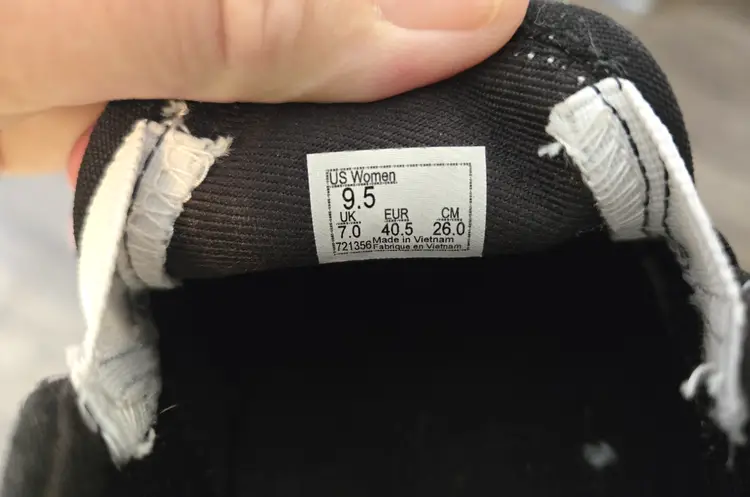 US Women
9.5
UK EUR CM
7.0 40.5 26.0
Made in Vietnam
721356 Fabrique en Vietnam